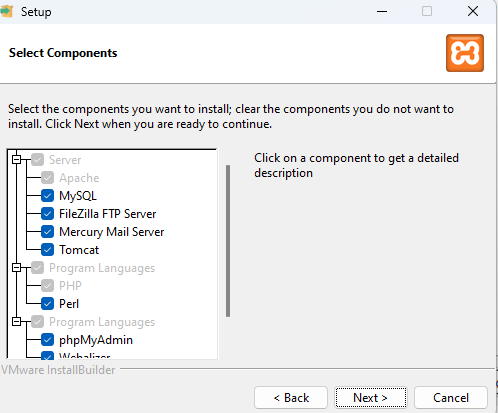 Setup
Select Components
Select the components you want to install; clear the components you do not want to
install. Click Next when you are ready to continue.
Server
Apache
MySQL
FileZilla FTP Server
Mercury Mail Server
Tomcat
Program Languages
PHP
Perl
Program Languages
phpMyAdmin
Webalizer
Click on a component to get a detailed
description
VMware InstallBuilder
< Back
Next >
Cancel